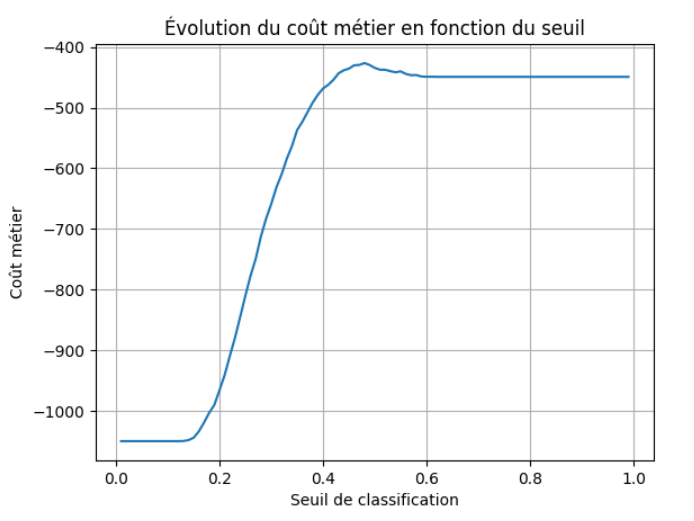 Évolution du coût métier en fonction du seuil
−400
−500
−600
−700
−800
−900
−1000
Coût métier
0.0 0.2 0.4 0.6 0.8 1.0
Seuil de classification